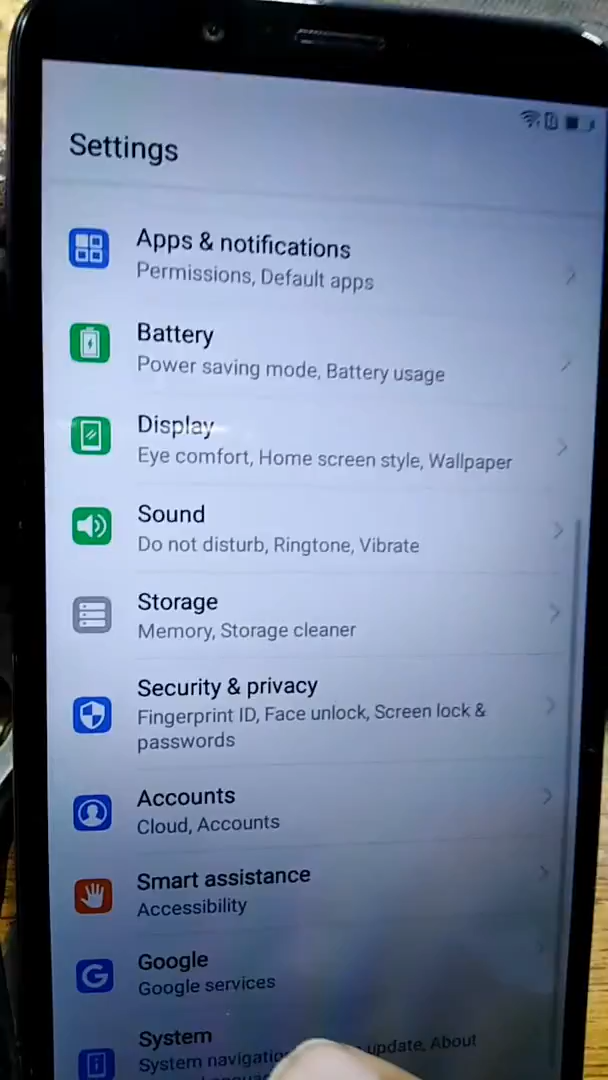 Settings
Apps & notifications
Permissions, Default apps
Battery
Power saving mode, Battery usage
Display
Eye comfort, Home screen style, Wallpaper
Sound
Do not disturb, Ringtone, Vibrate
Storage
Memory, Storage cleaner
Security & privacy
Fingerprint ID, Face unlock, Screen lock &
passwords
Accounts
Cloud, Accounts
Smart assistance
Accessibility
Google
Google services
System
System navigation update, About